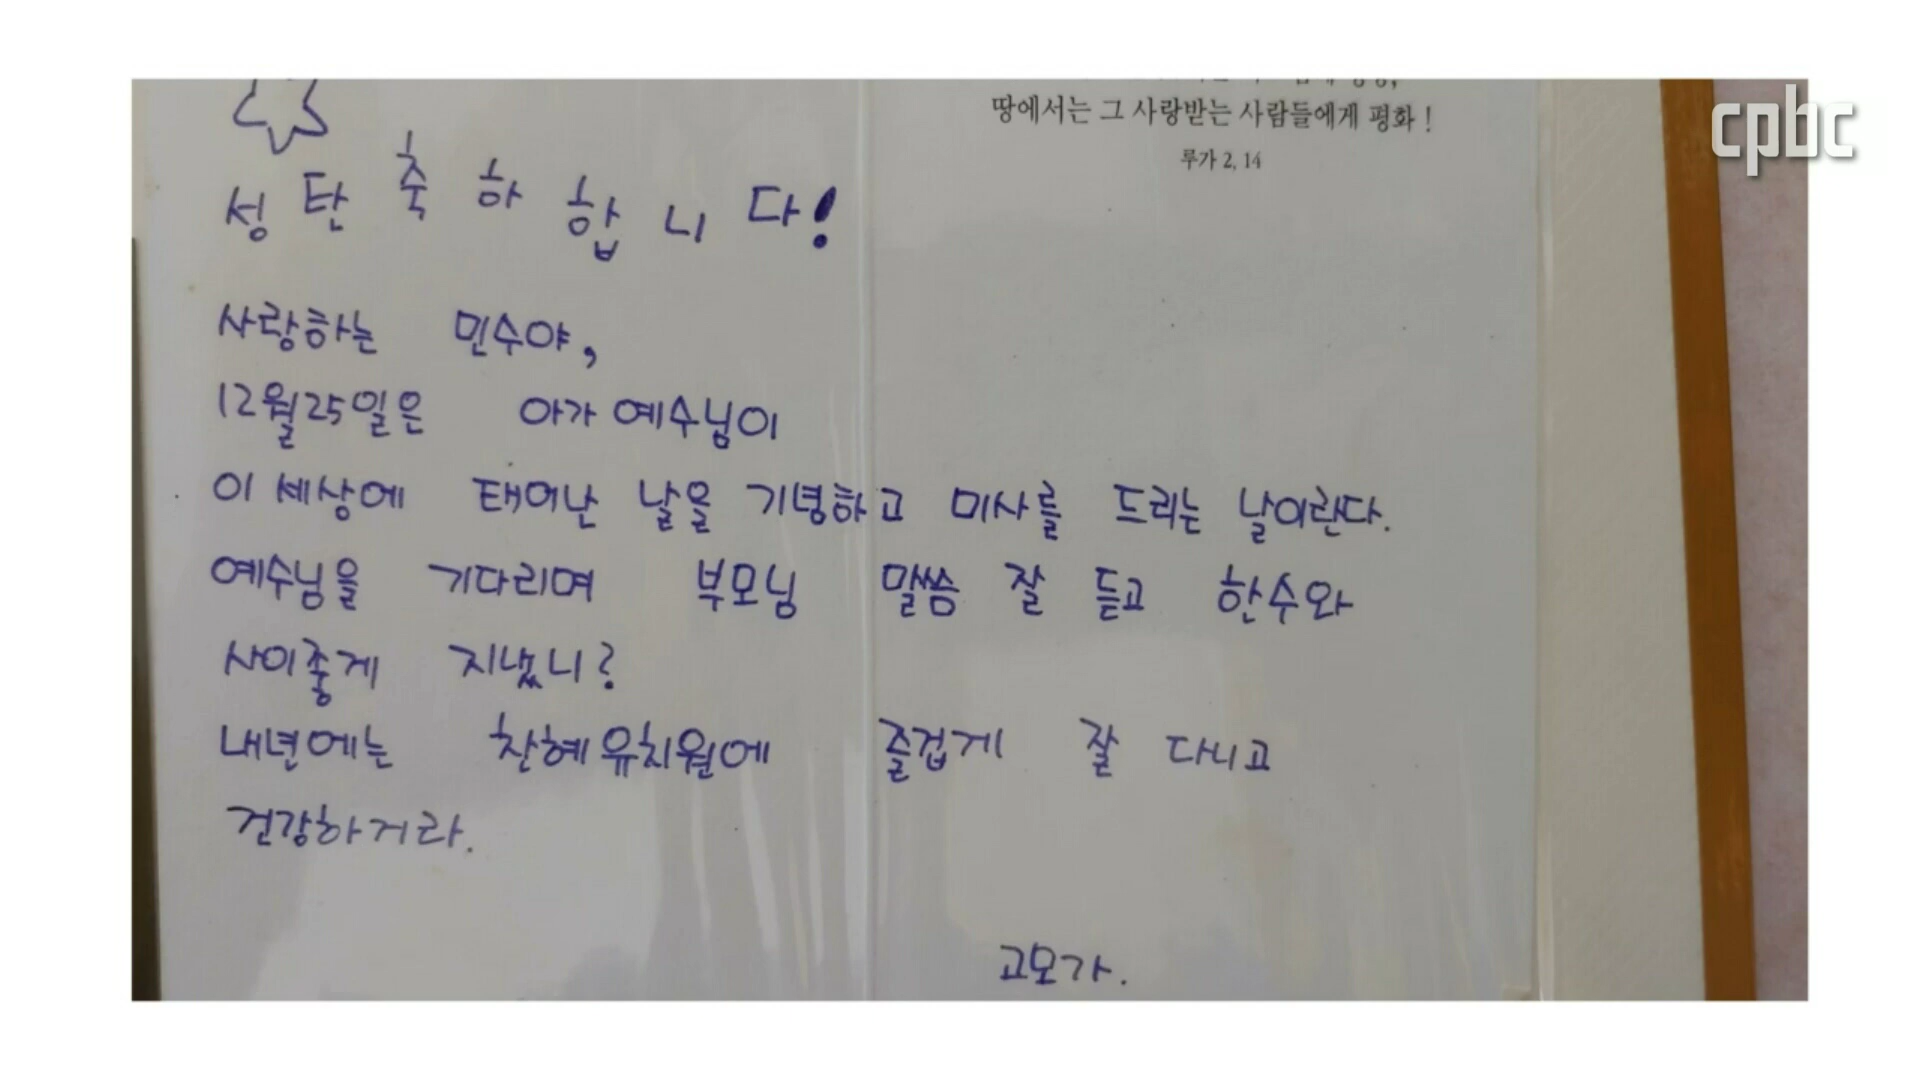 땅에서는 그 사랑받는 사람들에게 평화 !
루가 2, 14
cpbc
성탄축하합니다!
사랑하는 민수야,
12월25일은 아가 예수님이
이 세상에 태어난 날을 기념하고 미사를 드리는 날이란다.
예수님을 기다리며 부모님 말씀 잘 듣고 한수와
사이좋게 지냈니?
내년에는 찬혜유치원에 즐겁게 잘 다니고
건강하거라.
고모가.